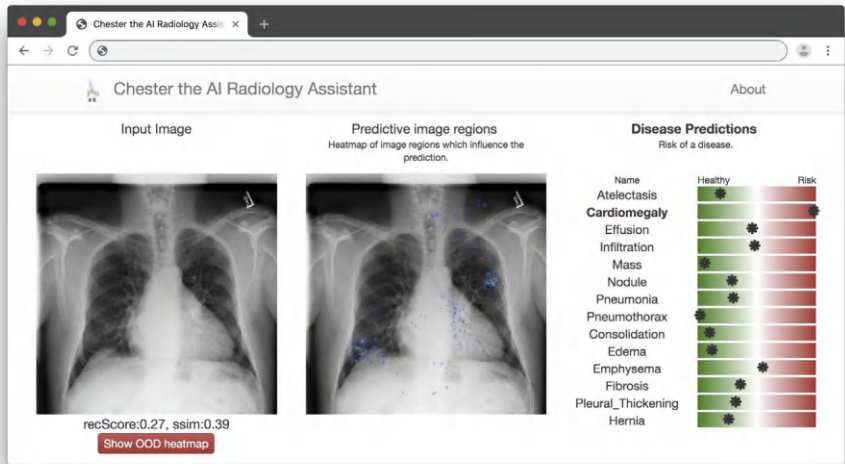 Chester the AI Radiology Assis
Chester the AI Radiology Assistant
About
Input Image
recScore:0.27, ssim:0.39
Show OOD heatmap
Predictive image regions
Heatmap of image regions which influence the
prediction.
Disease Predictions
Risk of a disease.
Name Healthy Risk
Atelectasis
Cardiomegaly
Effusion
Infiltration
Mass
Nodule
Pneumonia
Pneumothorax
Consolidation
Edema
Emphysema
Fibrosis
Pleural_Thickening
Hernia